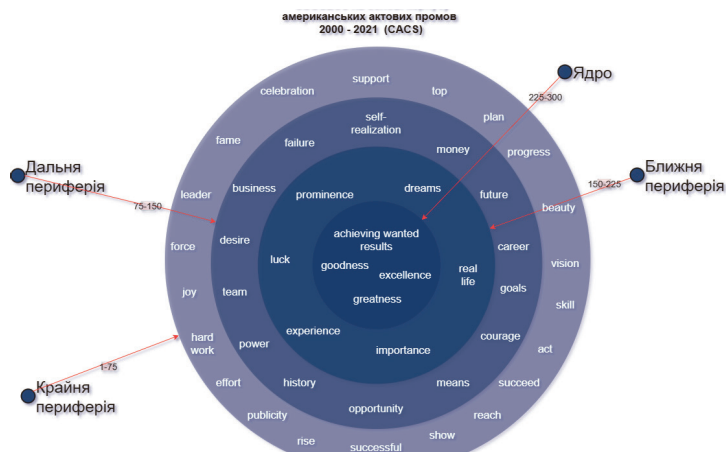 американських актових промов
2000 - 2021 (CACS)
Ядро
225-300
support
celebration
top
plan
self-
realization
fame
failure
money
progress
Дальня
периферія
75-150
Ближня
периферія
150-225
leader
business
prominence
dreams
future
beauty
force
desire
achieving wanted
results
career
luck
goodness
excellence
real
life
vision
joy
team
greatness
goals
skill
hard
work
power
experience
importance
courage
act
1-75
Крайня
периферія
effort
history
means
succeed
publicity
opportunity
reach
rise
successful
show